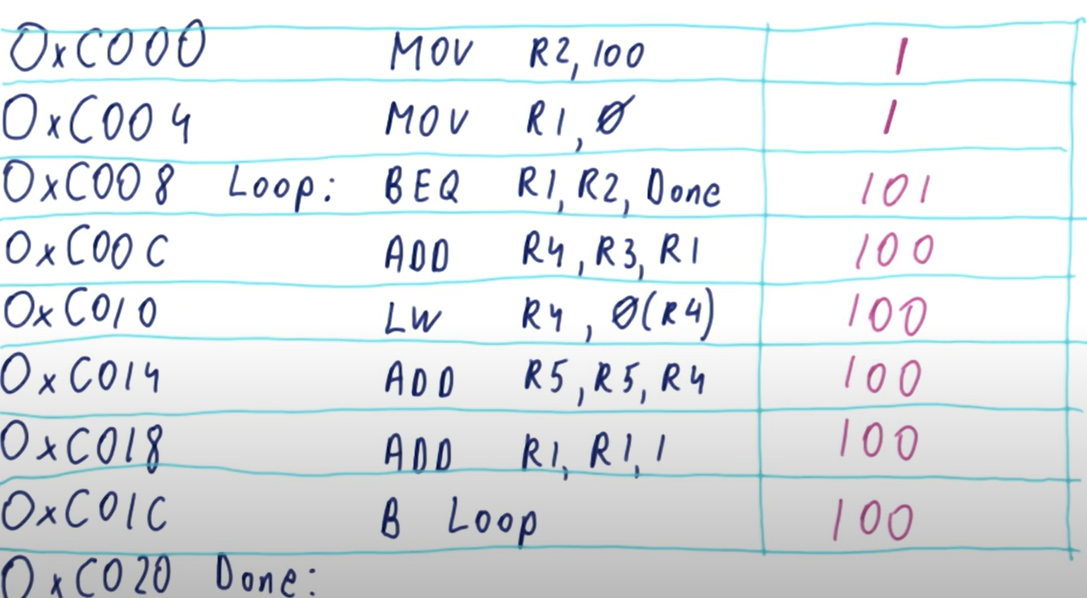 0xC000 MOV R2,100 1
0xC004 MOV R1,0 1
0xC008 Loop: BEQ R1,R2,Done 101
0xC00C ADD R4,R3,R1 100
0xC010 LW R4,0(R4) 100
0xC014 ADD R5,R5,R4 100
0xC018 ADD R1,R1,1 100
0xC01C B Loop 100
0xC020 Done: